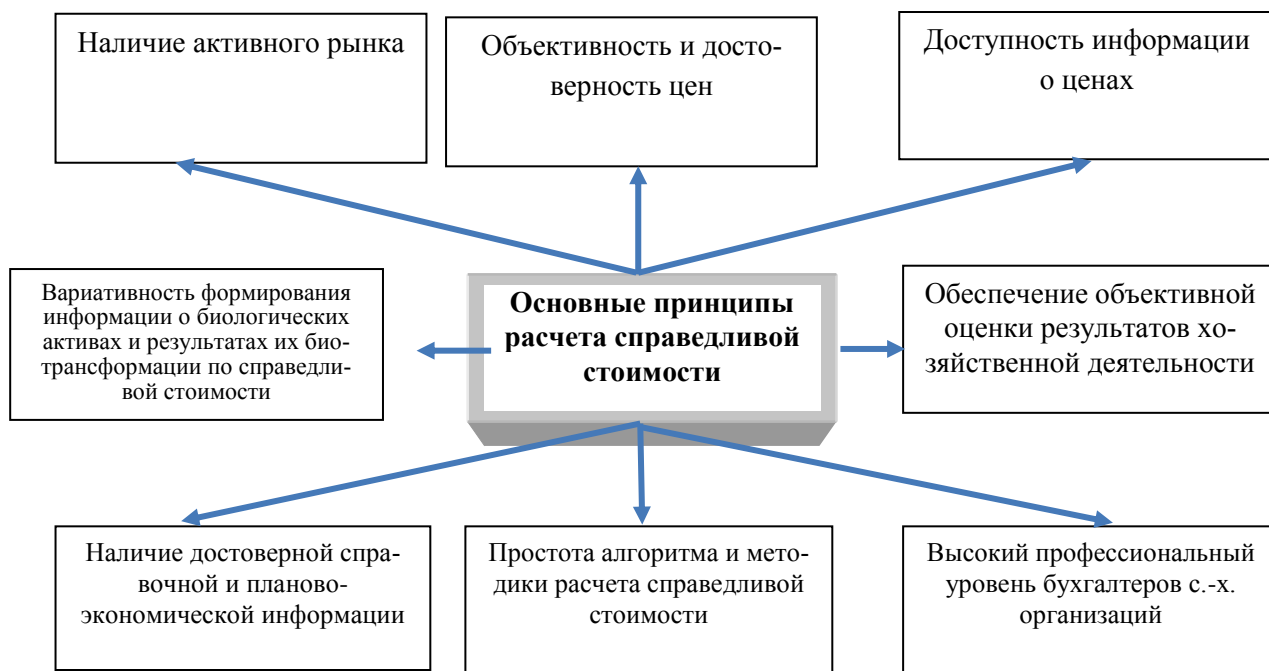 Наличие активного рынка
Объективность и досто-
верность цен
Доступность информации
о ценах
Вариативность формирования
информации о биологических
активах и результатах их био-
трансформации по справедли-
вой стоимости
Основные принципы
расчета справедливой
стоимости
Обеспечение объективной
оценки результатов хо-
зяйственной деятельности
Наличие достоверной спра-
вочной и планово-
экономической информации
Простота алгоритма и мето-
дики расчета справедливой
стоимости
Высокий профессиональный
уровень бухгалтеров с.-х.
организаций